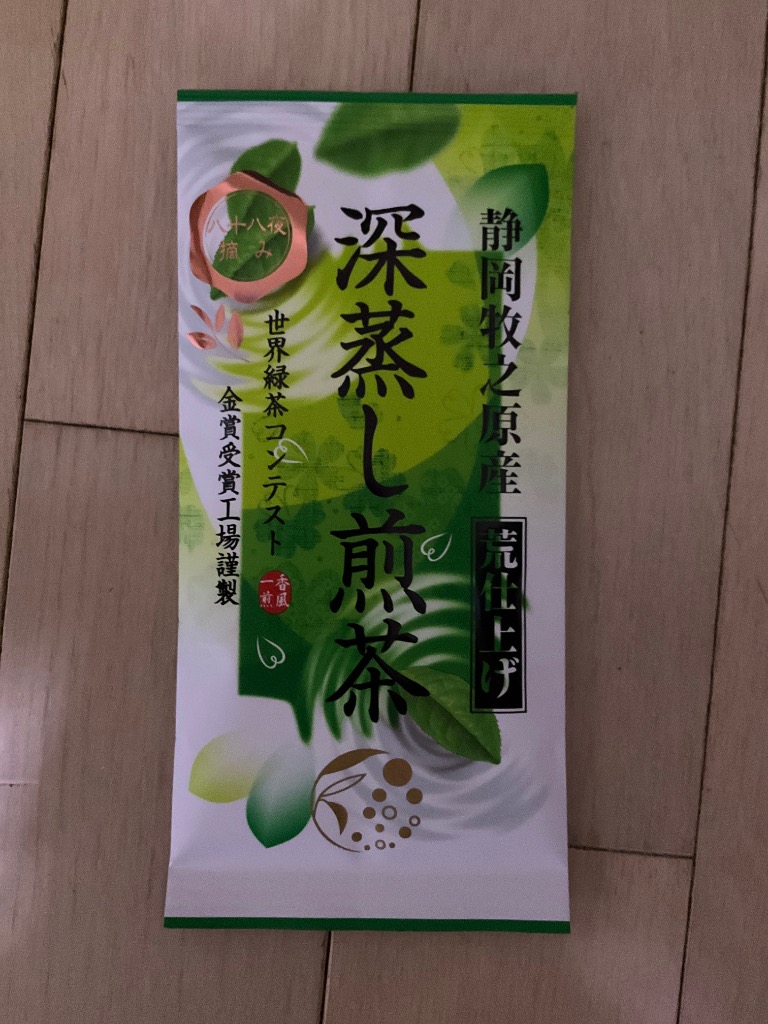 静岡牧之原産
荒仕上げ
深蒸し煎茶
八十八夜
摘み
世界緑茶コンテスト
金賞受賞工場謹製
香風
一煎